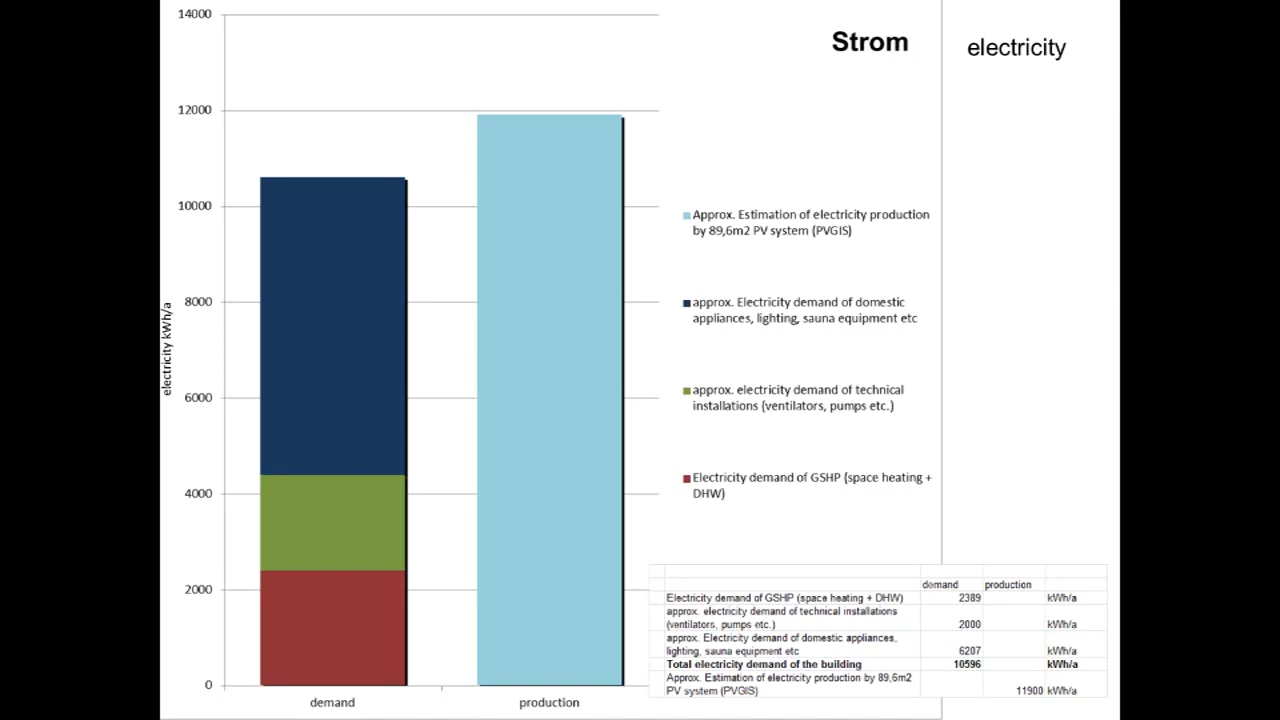 Strom
electricity
14000
12000
10000
8000
6000
4000
2000
0
electricity kWh/a
demand
production
Approx. Estimation of electricity production
by 89,6m2 PV system (PVGIS)
approx. Electricity demand of domestic
appliances, lighting, sauna equipment etc
approx. electricity demand of technical
installations (ventilators, pumps etc.)
Electricity demand of GSHP (space heating +
DHW)
demand production
Electricity demand of GSHP (space heating + DHW) 2389 kWh/a
approx. electricity demand of technical installations
(ventilators, pumps etc.) 2000 kWh/a
approx. Electricity demand of domestic appliances,
lighting, sauna equipment etc 6207 kWh/a
Total electricity demand of the building 10596 kWh/a
Approx. Estimation of electricity production by 89,6m2
PV system (PVGIS) 11900 kWh/a